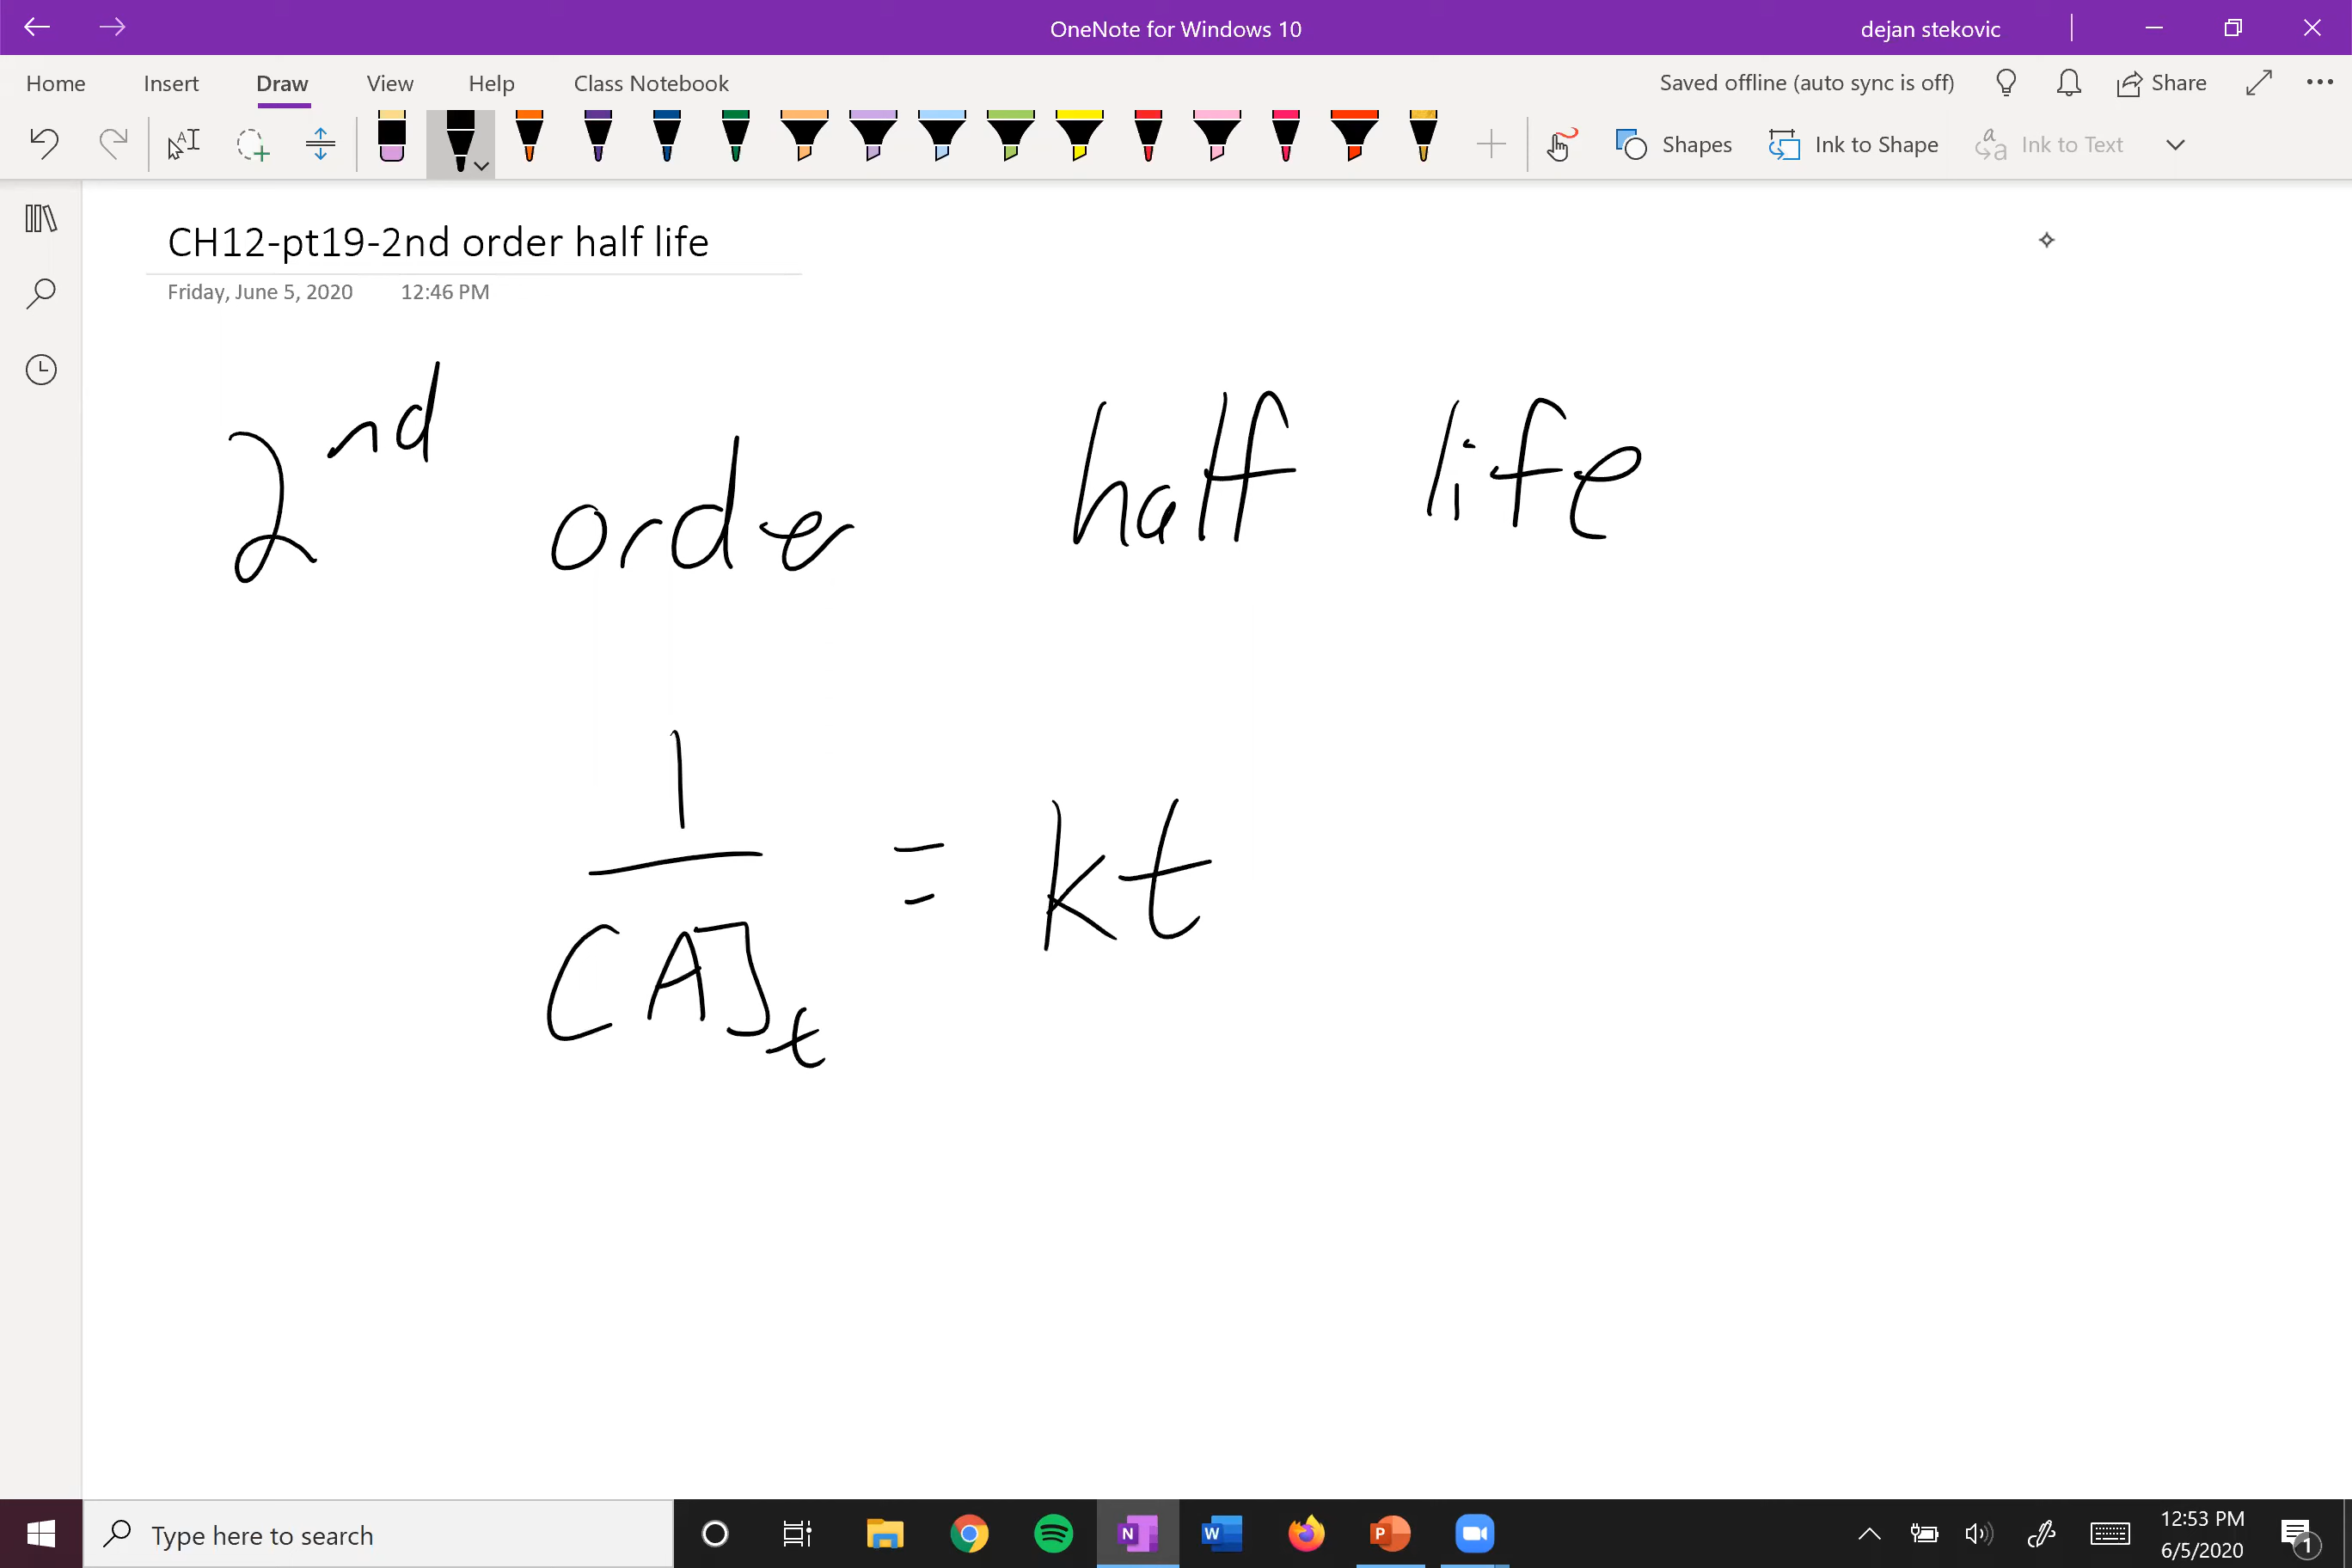 OneNote for Windows 10
dejan stekovic
Home Insert Draw View Help Class Notebook
Saved offline (auto sync is off)
Share
Shapes
Ink to Shape
Ink to Text
CH12-pt19-2nd order half life
Friday, June 5, 2020 12:46 PM
2nd order half life
1
= kt
[A]t
Type here to search
12:53 PM
6/5/2020
1